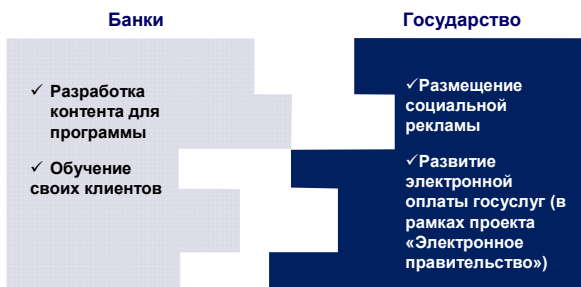 Банки
Государство
✓ Разработка
контента для
программы
✓ Обучение
своих клиентов
✓Размещение
социальной
рекламы
✓Развитие
электронной
оплаты госуслуг (в
рамках проекта
«Электронное
правительство»)